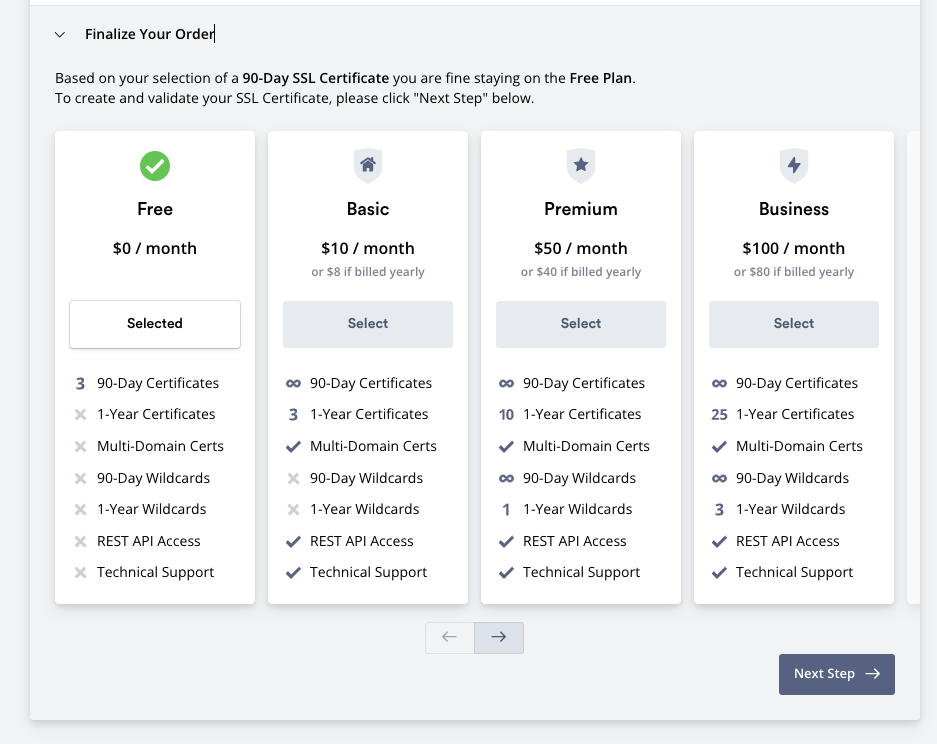 Finalize Your Order
Based on your selection of a 90-Day SSL Certificate you are fine staying on the Free Plan.
To create and validate your SSL Certificate, please click "Next Step" below.
Free
$0 / month
Selected
3 90-Day Certificates
1-Year Certificates
Multi-Domain Certs
90-Day Wildcards
1-Year Wildcards
REST API Access
Technical Support
Basic
$10 / month
or $8 if billed yearly
Select
∞ 90-Day Certificates
3 1-Year Certificates
Multi-Domain Certs
90-Day Wildcards
1-Year Wildcards
REST API Access
Technical Support
Premium
$50 / month
or $40 if billed yearly
Select
∞ 90-Day Certificates
10 1-Year Certificates
Multi-Domain Certs
∞ 90-Day Wildcards
1 1-Year Wildcards
REST API Access
Technical Support
Business
$100 / month
or $80 if billed yearly
Select
∞ 90-Day Certificates
25 1-Year Certificates
Multi-Domain Certs
∞ 90-Day Wildcards
3 1-Year Wildcards
REST API Access
Technical Support
Next Step →